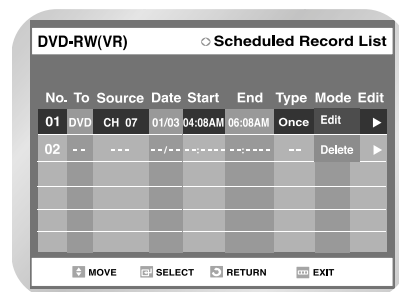 DVD-RW(VR) Scheduled Record List
No. To Source Date Start End Type Mode Edit
01 DVD CH 07 01/03 04:08AM 06:08AM Once Edit ►
02 -- --- --/-- --:---- --:---- -- Delete ►
MOVE SELECT RETURN EXIT